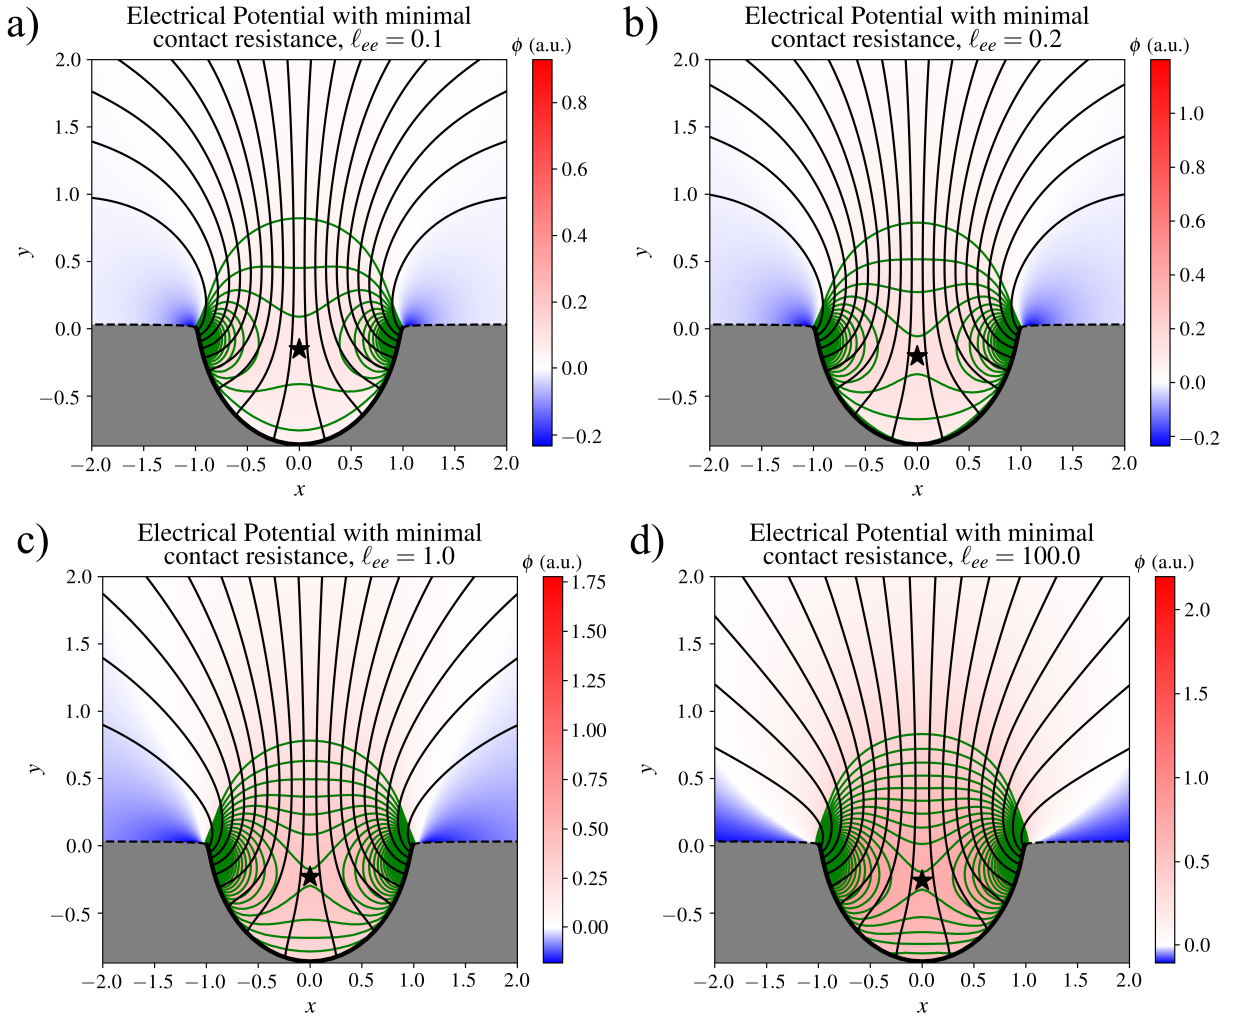 a)
Electrical Potential with minimal
contact resistance, ℓee = 0.1
ϕ (a.u.)
2.0
1.5
1.0
0.5
0.0
−0.5
y
−2.0 −1.5 −1.0 −0.5 0.0 0.5 1.0 1.5 2.0
x
0.8
0.6
0.4
0.2
0.0
−0.2
b)
Electrical Potential with minimal
contact resistance, ℓee = 0.2
ϕ (a.u.)
2.0
1.5
1.0
0.5
0.0
−0.5
y
−2.0 −1.5 −1.0 −0.5 0.0 0.5 1.0 1.5 2.0
x
1.0
0.8
0.6
0.4
0.2
0.0
−0.2
c)
Electrical Potential with minimal
contact resistance, ℓee = 1.0
ϕ (a.u.)
2.0
1.5
1.0
0.5
0.0
−0.5
y
−2.0 −1.5 −1.0 −0.5 0.0 0.5 1.0 1.5 2.0
x
1.75
1.50
1.25
1.00
0.75
0.50
0.25
0.00
d)
Electrical Potential with minimal
contact resistance, ℓee = 100.0
ϕ (a.u.)
2.0
1.5
1.0
0.5
0.0
−0.5
y
−2.0 −1.5 −1.0 −0.5 0.0 0.5 1.0 1.5 2.0
x
2.0
1.5
1.0
0.5
0.0